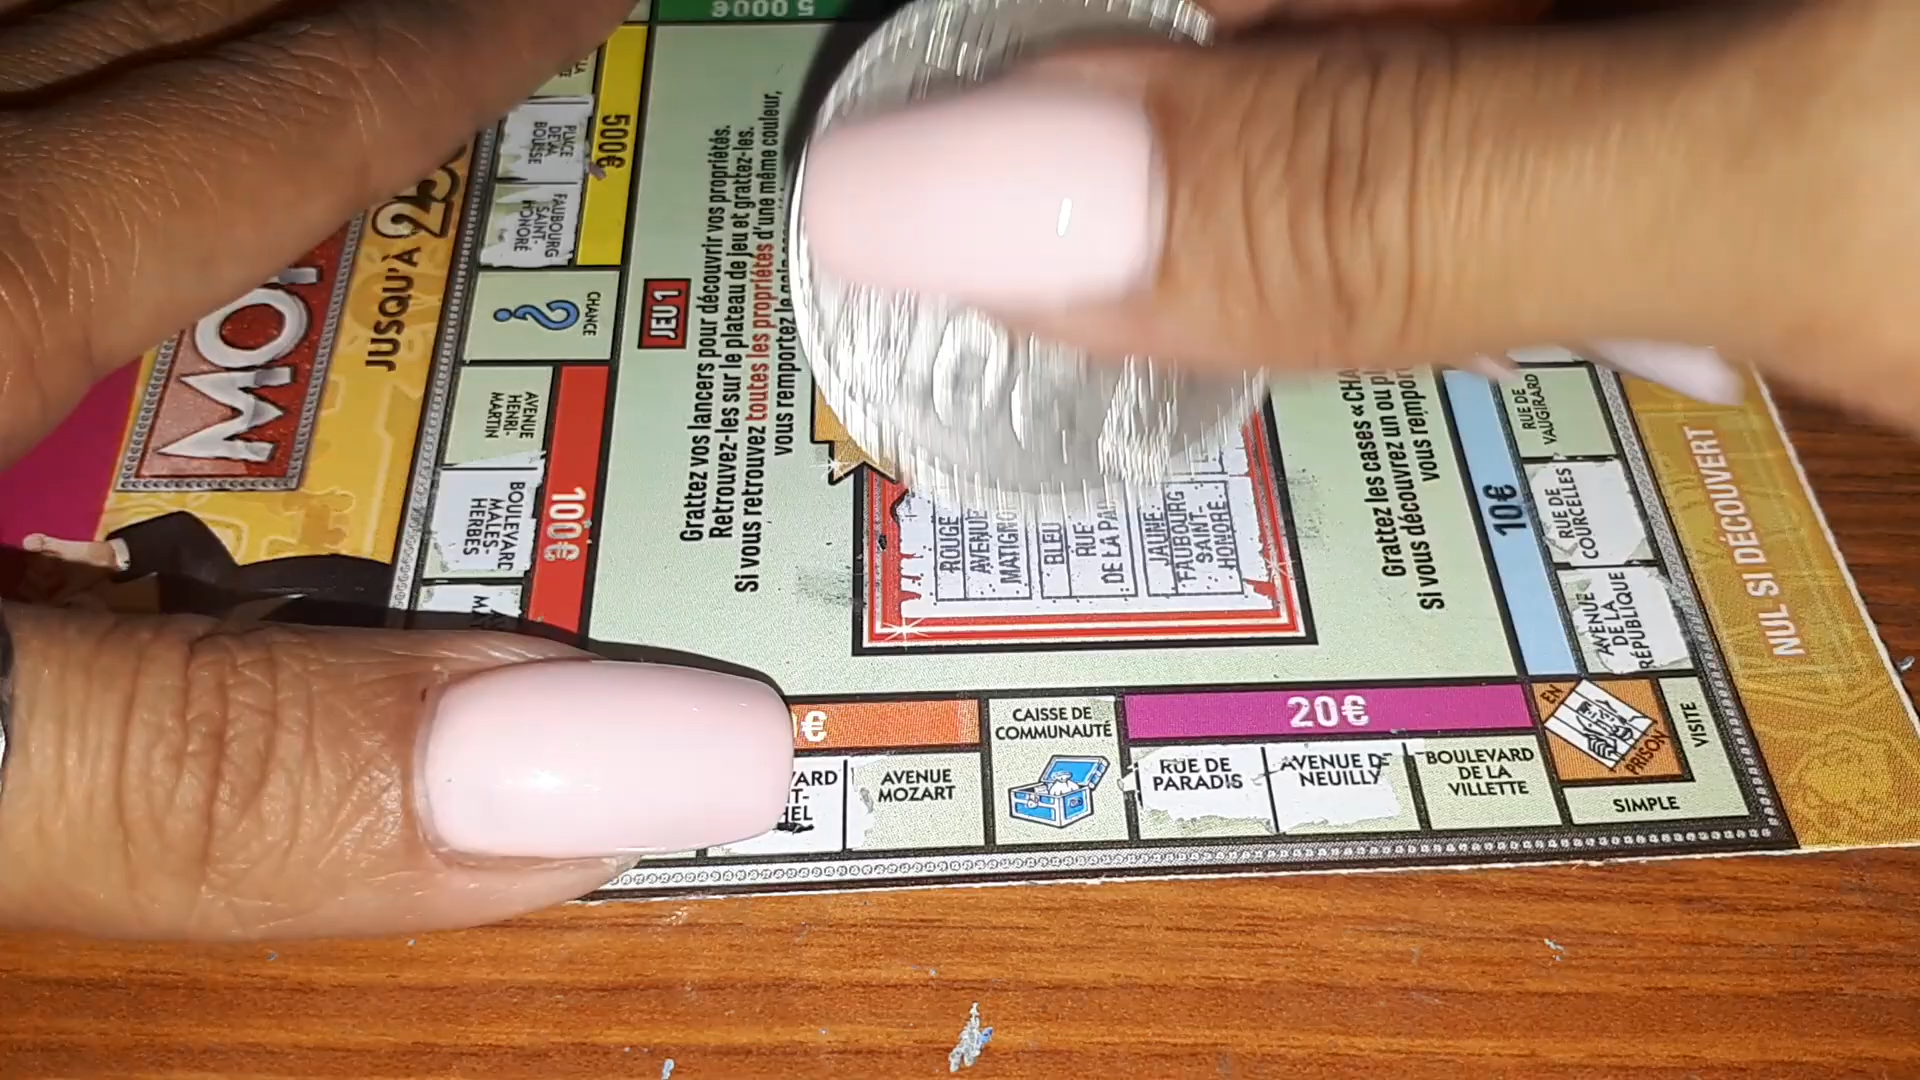 5 000€
500€
PLACE
DE LA
BOURSE
FAUBOURG
SAINT-
HONORÉ
CHANCE
JUSQU'À
100€
AVENUE
HENRI-
MARTIN
BOULEVARD
MALES-
HERBES
JEU 1
Grattez vos lancers pour découvrir vos propriétés.
Retrouvez-les sur le plateau de jeu et grattez-les.
Si vous retrouvez toutes les propriétés d'une même couleur,
vous remportez le
ROUGE
AVENUE
MATIGNON
BLEU
RUE
DE LA PAIX
JAUNE
FAUBOURG
SAINT-
HONORÉ
Grattez les cases «
Si vous découvrez un ou
vous
10€
RUE DE
VAUGIRARD
RUE DE
COURCELLES
AVENUE
DE LA
RÉPUBLIQUE
NUL SI DÉCOUVERT
€
AVENUE
MOZART
CAISSE DE
COMMUNAUTÉ
20€
RUE DE
PARADIS
AVENUE DE
NEUILLY
BOULEVARD
DE LA
VILLETTE
EN
PRISON
SIMPLE
VISITE